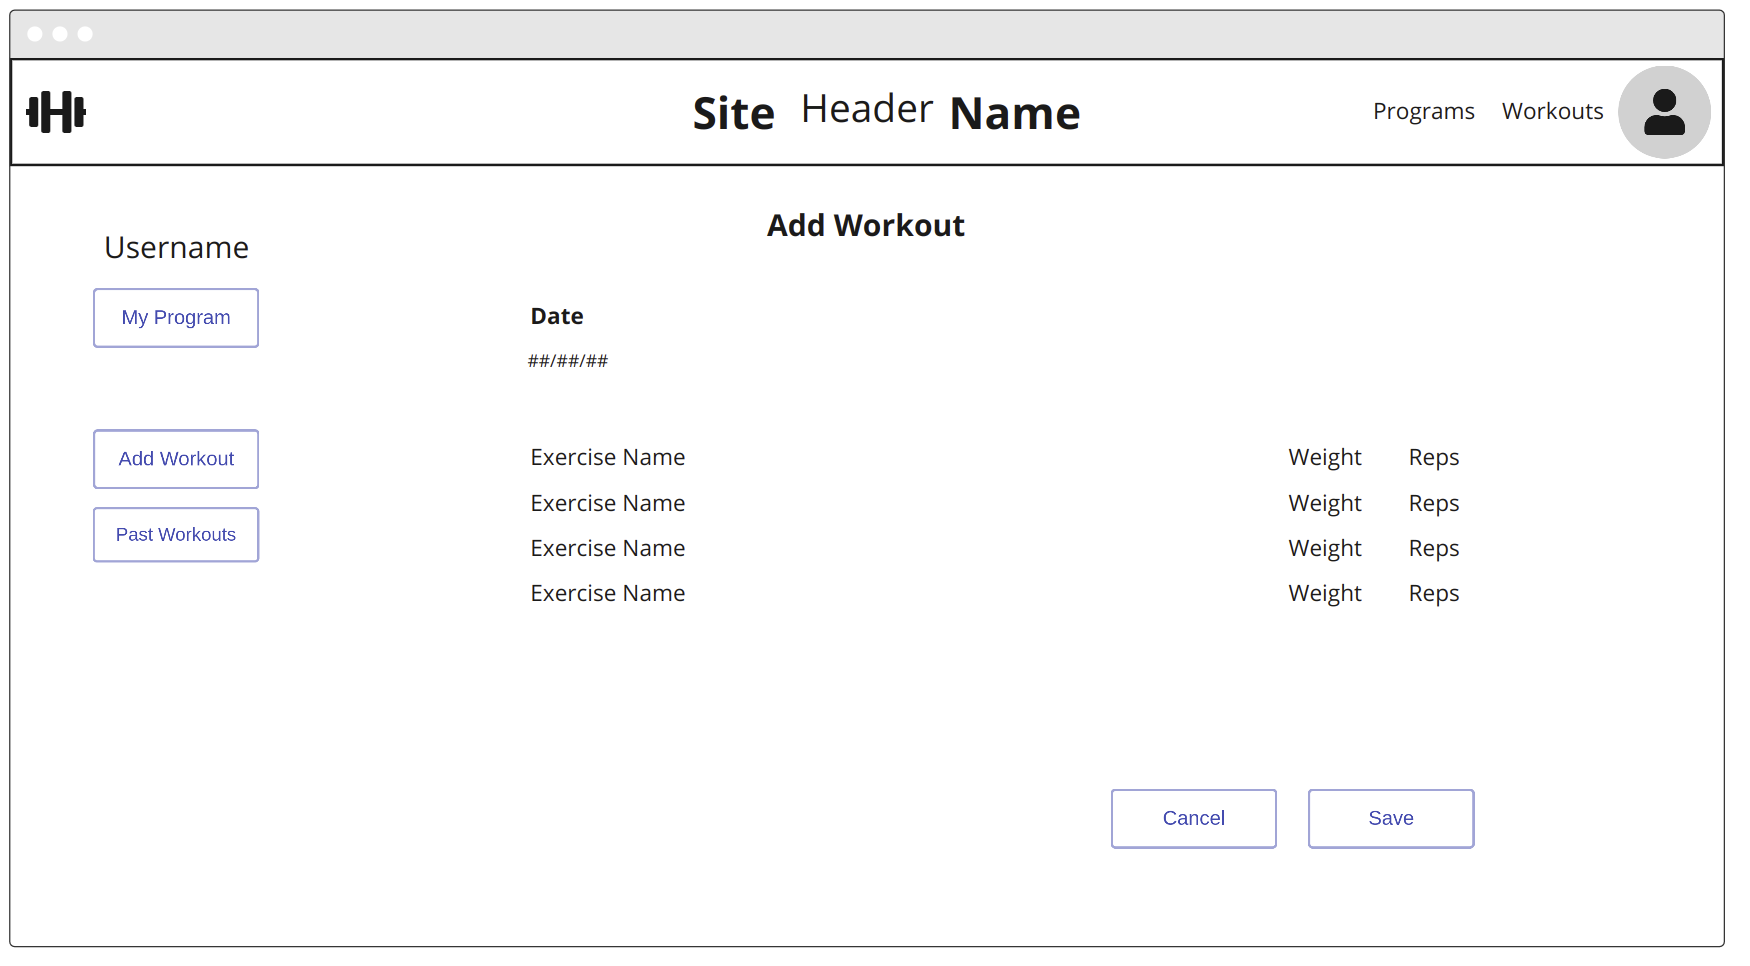 Site Header Name
Programs Workouts
Add Workout
Username
My Program
Date
##/##/##
Add Workout
Past Workouts
Exercise Name Weight Reps
Exercise Name Weight Reps
Exercise Name Weight Reps
Exercise Name Weight Reps
Cancel Save